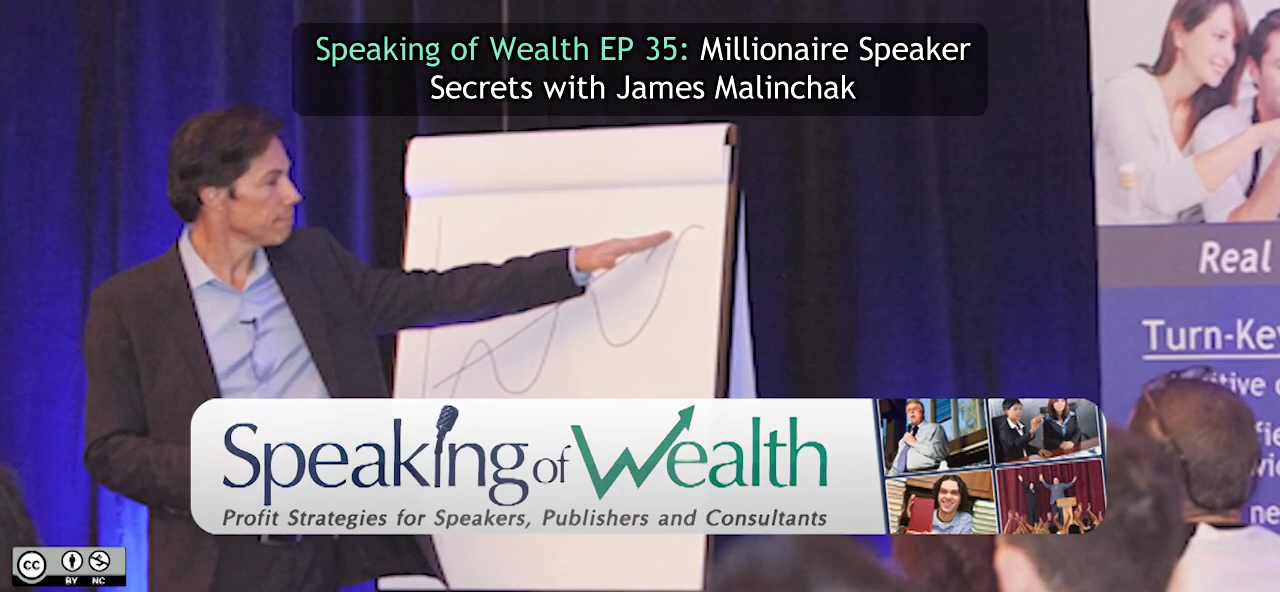 Speaking of Wealth EP 35: Millionaire Speaker
Secrets with James Malinchak
Real
Turn-Key
Speaking of Wealth
Profit Strategies for Speakers, Publishers and Consultants
BY NC